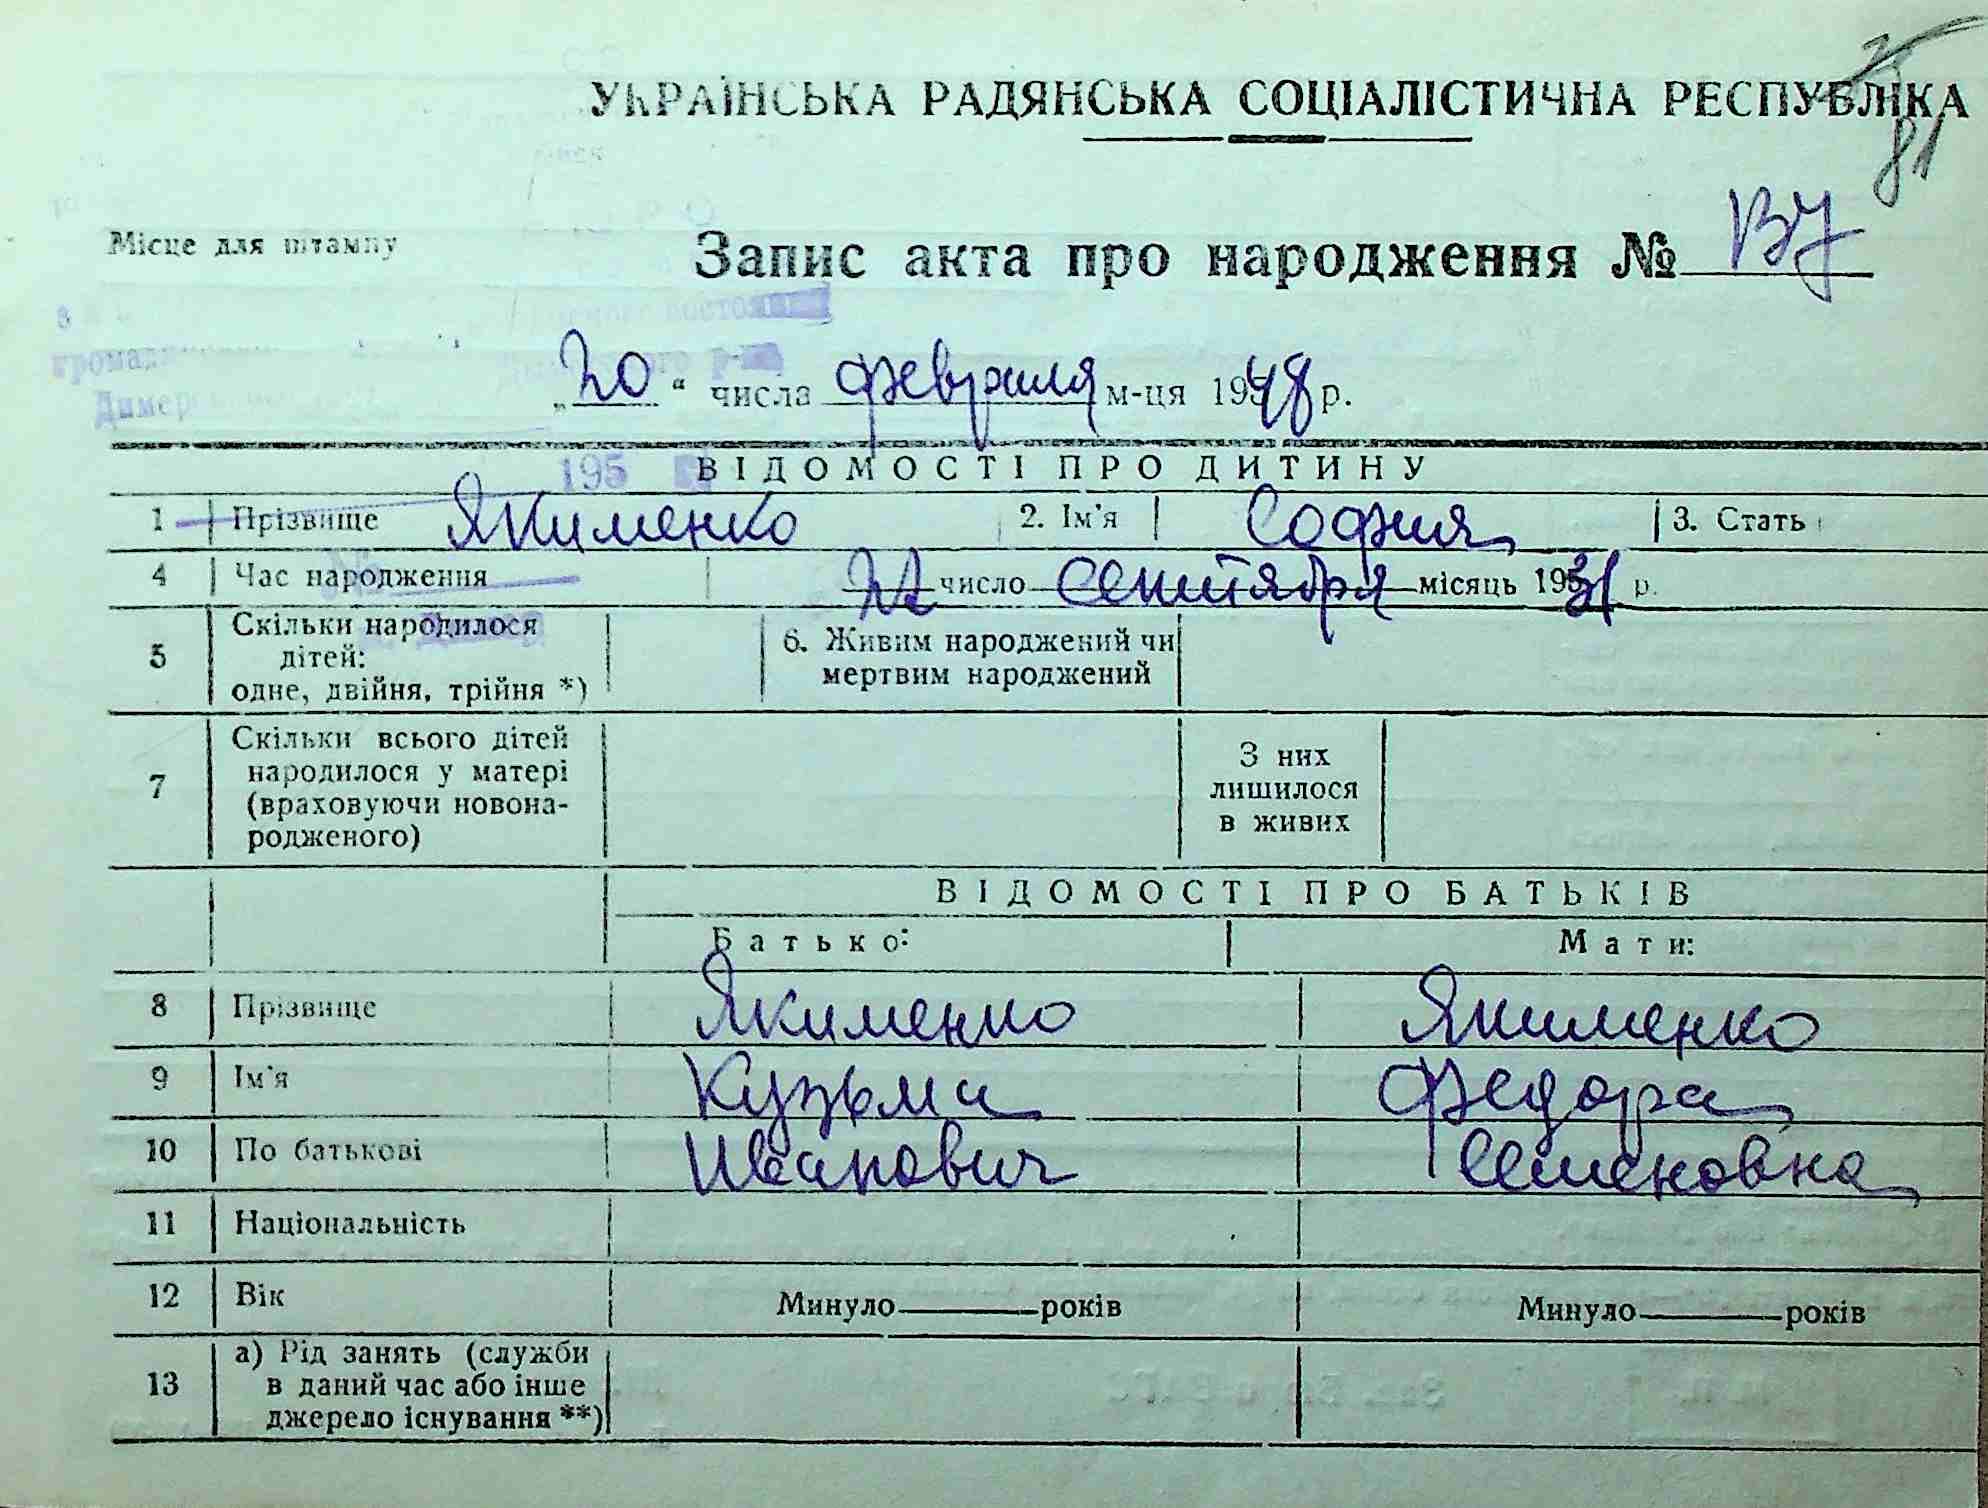 УКРАЇНСЬКА РАДЯНСЬКА СОЦІАЛІСТИЧНА РЕСПУБЛІКА
81
Місце для штампу
Запис акта про народження №
громадян
Димер
„20“ числа февраля м-ця 1948 р.
195
ВІДОМОСТІ ПРО ДИТИНУ
1 Прізвище Якименко 2. Ім'я София 3. Стать
4 Час народження 22 число сентября місяць 1931 р.
5 Скільки народилося дітей: одне, двійня, трійня *)
6. Живим народжений чи мертвим народжений
7 Скільки всього дітей народилося у матері (враховуючи новонародженого)
З них лишилося в живих
ВІДОМОСТІ ПРО БАТЬКІВ
Батько: Мати:
8 Прізвище Якименко Якименко
9 Ім'я Кузьма Федора
10 По батькові Иванович Семеновна
11 Національність
12 Вік Минуло років Минуло років
13 а) Рід занять (служби в даний час або інше джерело існування **)